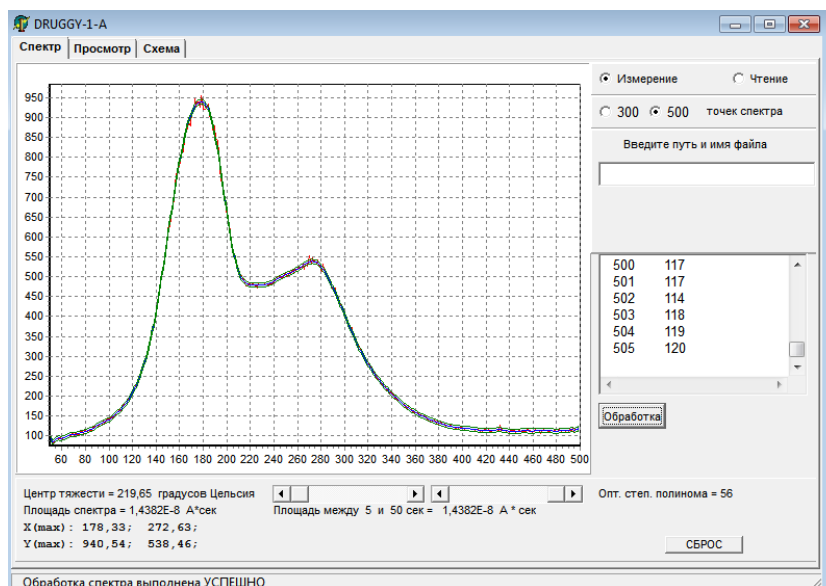 DRUGGY-1-A
Спектр Просмотр Схема
Измерение Чтение
300 500 точек спектра
Введите путь и имя файла
950
900
850
800
750
700
650
600
550
500
450
400
350
300
250
200
150
100
60 80 100 120 140 160 180 200 220 240 260 280 300 320 340 360 380 400 420 440 460 480 500
500 117
501 117
502 114
503 118
504 119
505 120
Обработка
Центр тяжести = 219,65 градусов Цельсия
Опт. степ. полинома = 56
Площадь спектра = 1,4382E-8 А*сек Площадь между 5 и 50 сек = 1,4382E-8 А * сек
X(max) : 178,33; 272,63;
Y(max) : 940,54; 538,46;
СБРОС
Обработка спектра выполнена УСПЕШНО